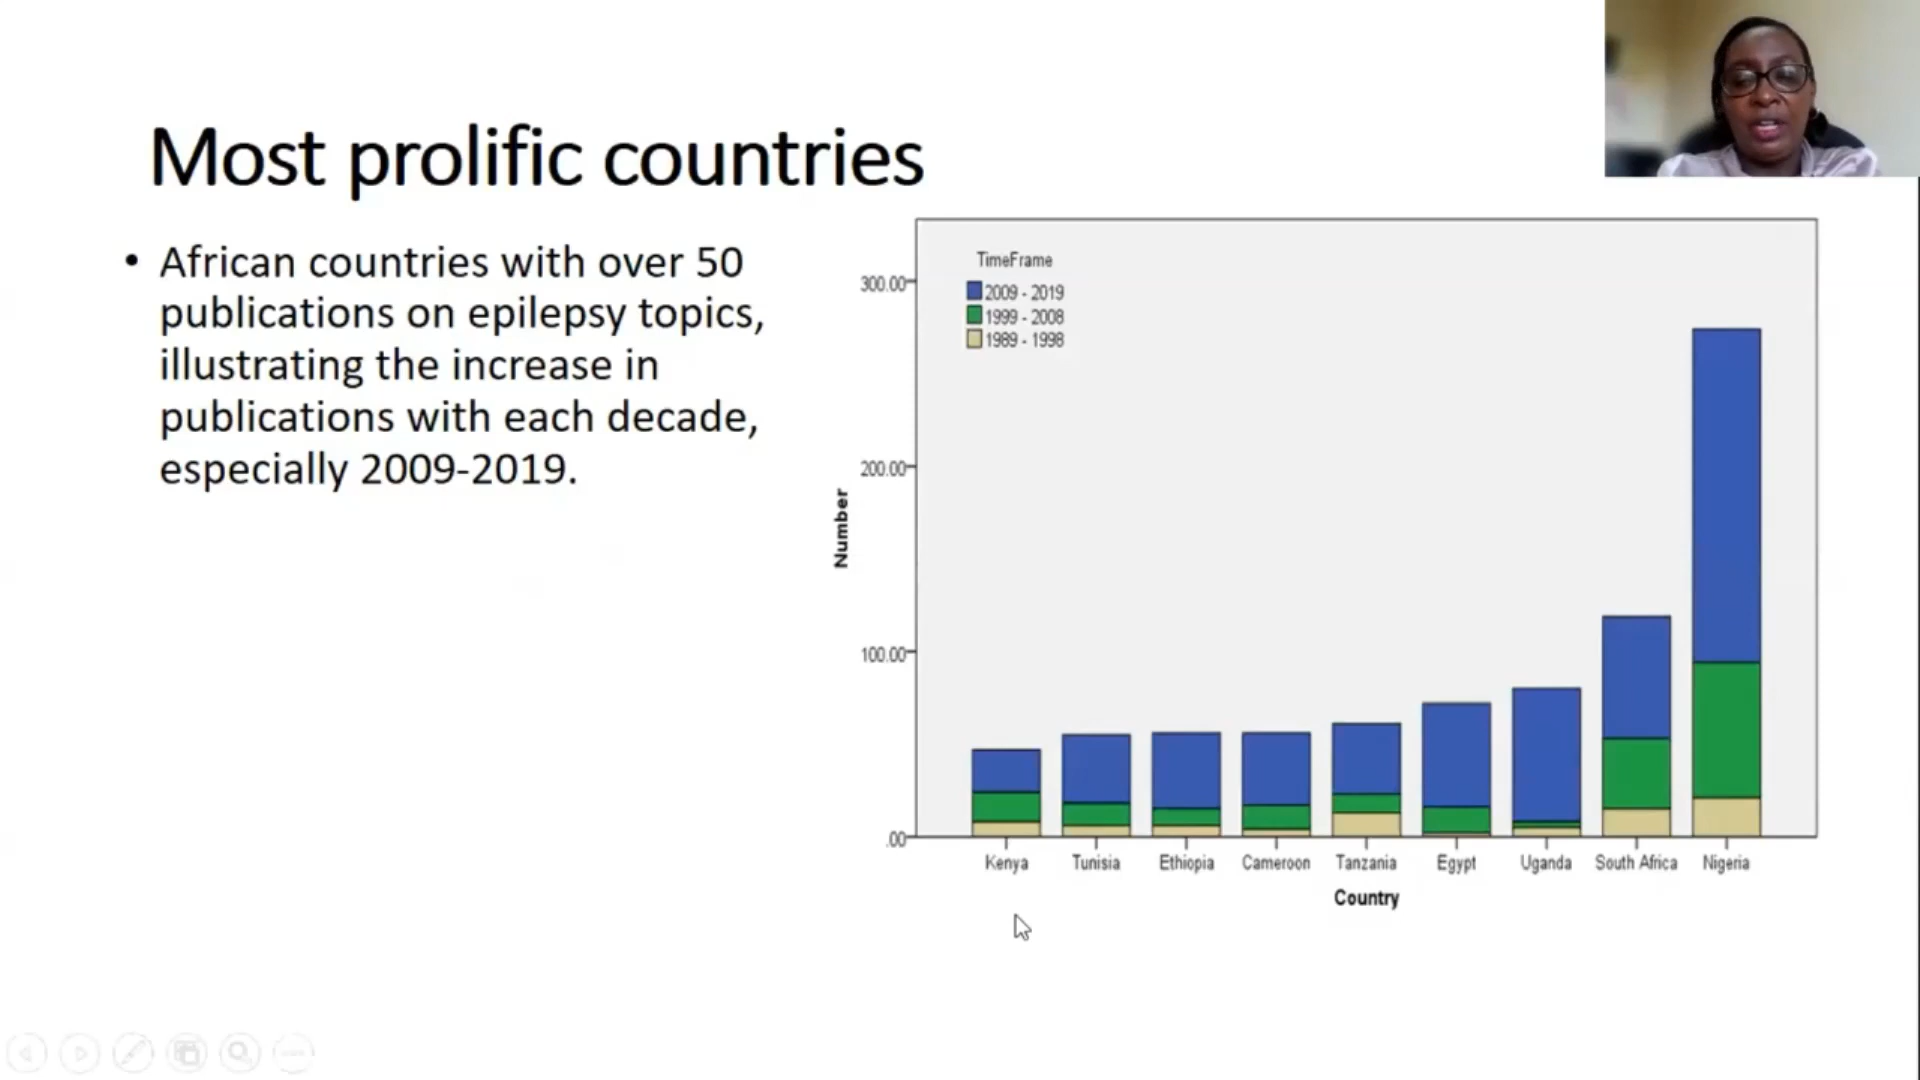 Most prolific countries
• African countries with over 50
publications on epilepsy topics,
illustrating the increase in
publications with each decade,
especially 2009-2019.
TimeFrame
2009 - 2019
1999 - 2008
1989 - 1998
300.00
200.00
100.00
.00
Number
Kenya Tunisia Ethiopia Cameroon Tanzania Egypt Uganda South Africa Nigeria
Country